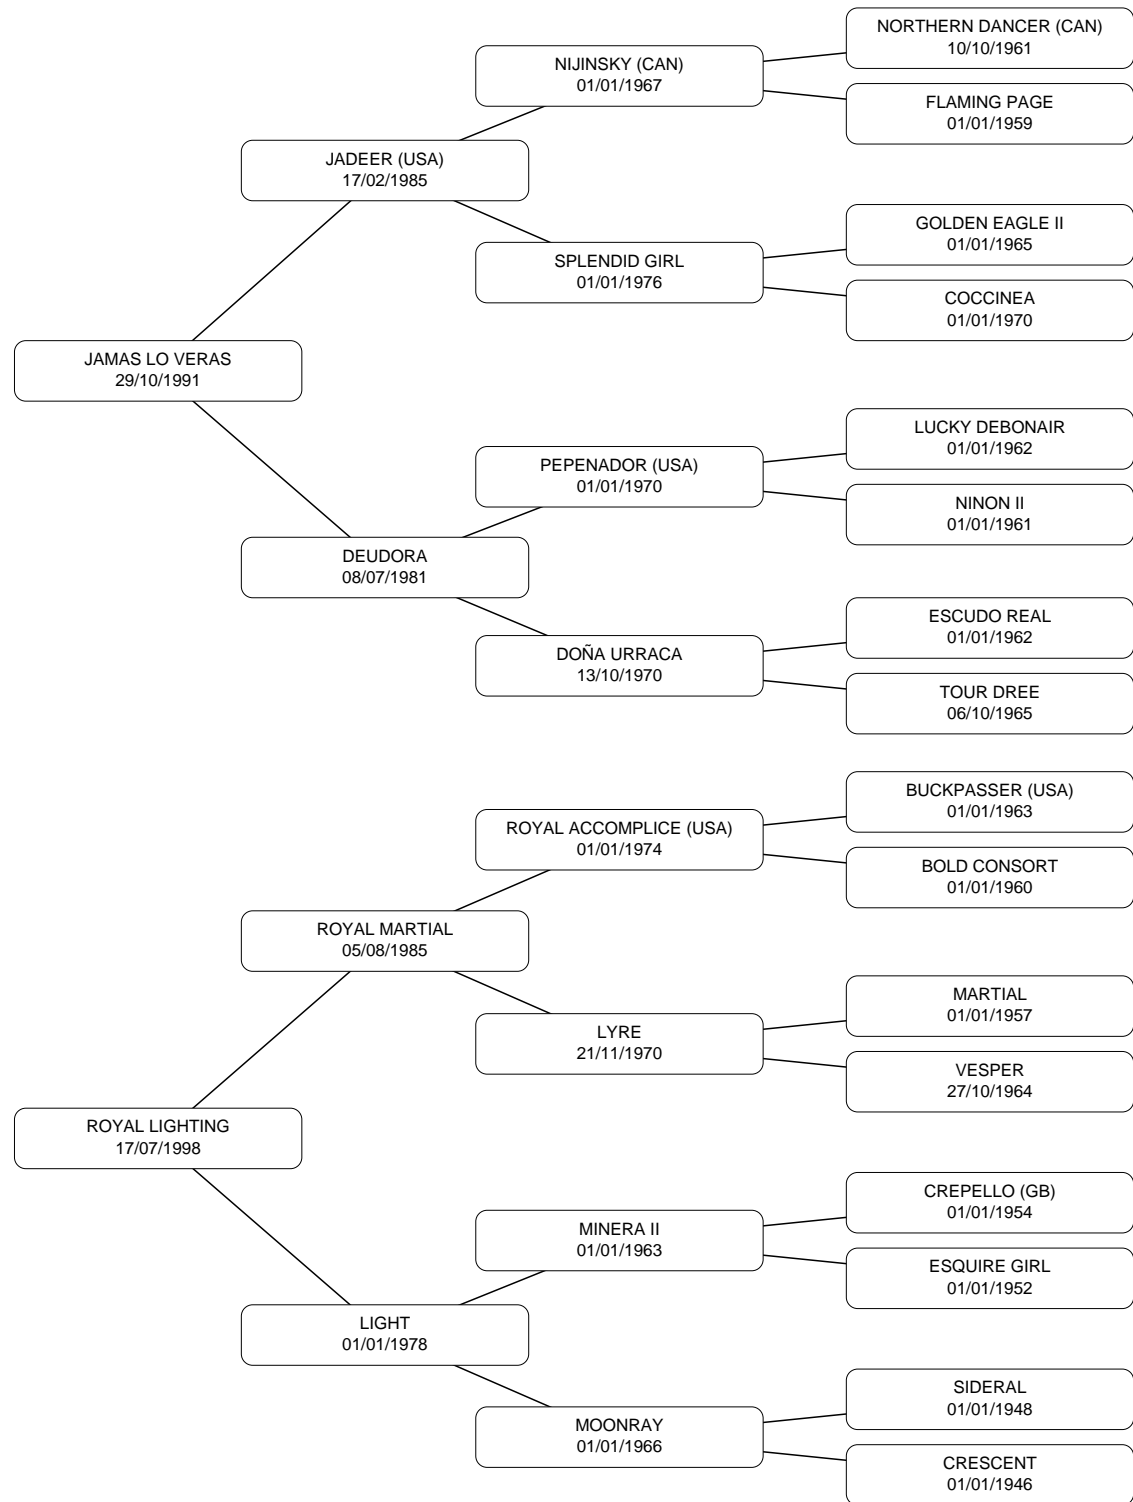 NORTHERN DANCER (CAN)
10/10/1961
NIJINSKY (CAN)
01/01/1967
FLAMING PAGE
01/01/1959
JADEER (USA)
17/02/1985
GOLDEN EAGLE II
01/01/1965
SPLENDID GIRL
01/01/1976
COCCINEA
01/01/1970
JAMAS LO VERAS
29/10/1991
LUCKY DEBONAIR
01/01/1962
PEPENADOR (USA)
01/01/1970
NINON II
01/01/1961
DEUDORA
08/07/1981
ESCUDO REAL
01/01/1962
DOÑA URRACA
13/10/1970
TOUR DREE
06/10/1965
BUCKPASSER (USA)
01/01/1963
ROYAL ACCOMPLICE (USA)
01/01/1974
BOLD CONSORT
01/01/1960
ROYAL MARTIAL
05/08/1985
MARTIAL
01/01/1957
LYRE
21/11/1970
VESPER
27/10/1964
ROYAL LIGHTING
17/07/1998
CREPELLO (GB)
01/01/1954
MINERA II
01/01/1963
ESQUIRE GIRL
01/01/1952
LIGHT
01/01/1978
SIDERAL
01/01/1948
MOONRAY
01/01/1966
CRESCENT
01/01/1946